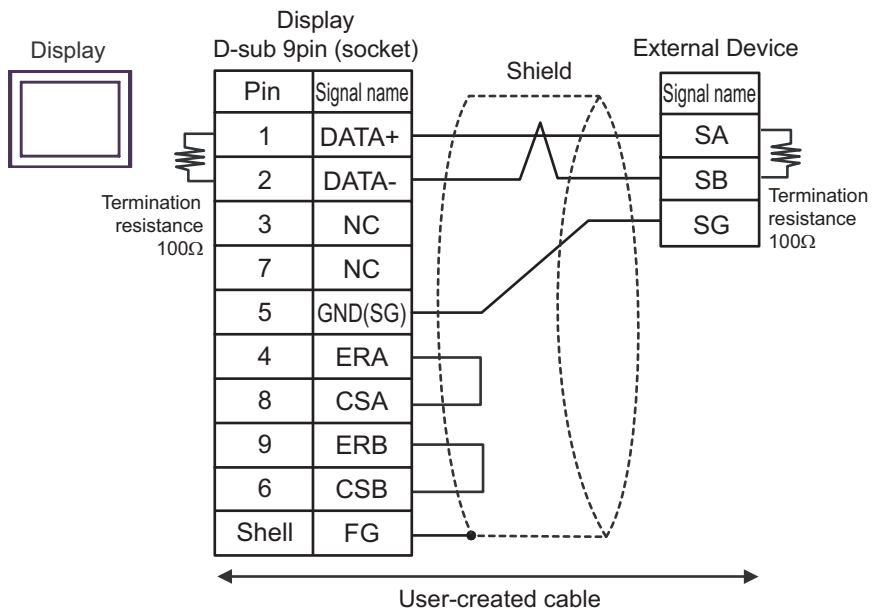 Display
Display
D-sub 9pin (socket)
External Device
Shield
Pin Signal name
1 DATA+
2 DATA-
3 NC
7 NC
5 GND(SG)
4 ERA
8 CSA
9 ERB
6 CSB
Shell FG
Termination
resistance
100Ω
Signal name
SA
SB
SG
Termination
resistance
100Ω
User-created cable